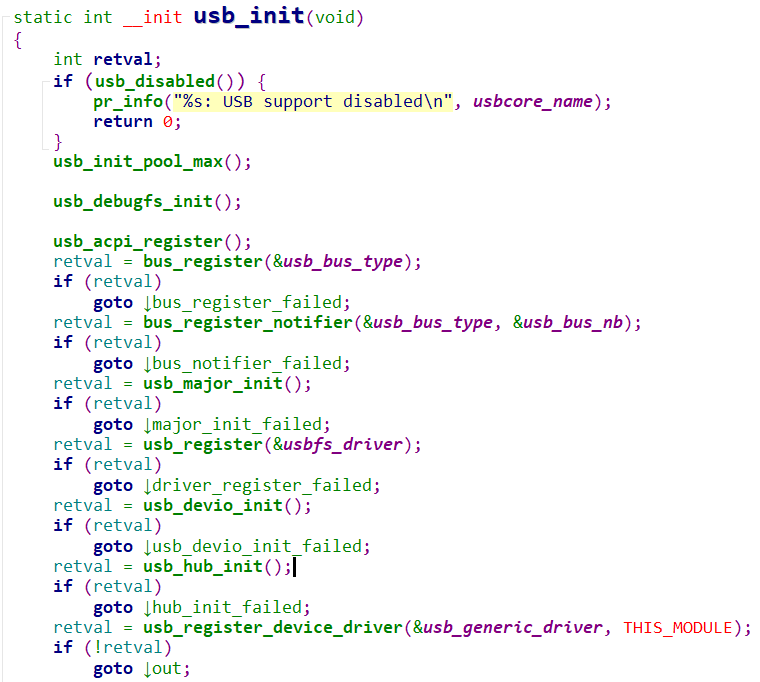 static int __init usb_init(void)
{
    int retval;
    if (usb_disabled()) {
        pr_info("%s: USB support disabled\n", usbcore_name);
        return 0;
    }
    usb_init_pool_max();

    usb_debugfs_init();

    usb_acpi_register();
    retval = bus_register(&usb_bus_type);
    if (retval)
        goto ↓bus_register_failed;
    retval = bus_register_notifier(&usb_bus_type, &usb_bus_nb);
    if (retval)
        goto ↓bus_notifier_failed;
    retval = usb_major_init();
    if (retval)
        goto ↓major_init_failed;
    retval = usb_register(&usbfs_driver);
    if (retval)
        goto ↓driver_register_failed;
    retval = usb_devio_init();
    if (retval)
        goto ↓usb_devio_init_failed;
    retval = usb_hub_init();
    if (retval)
        goto ↓hub_init_failed;
    retval = usb_register_device_driver(&usb_generic_driver, THIS_MODULE);
    if (!retval)
        goto ↓out;